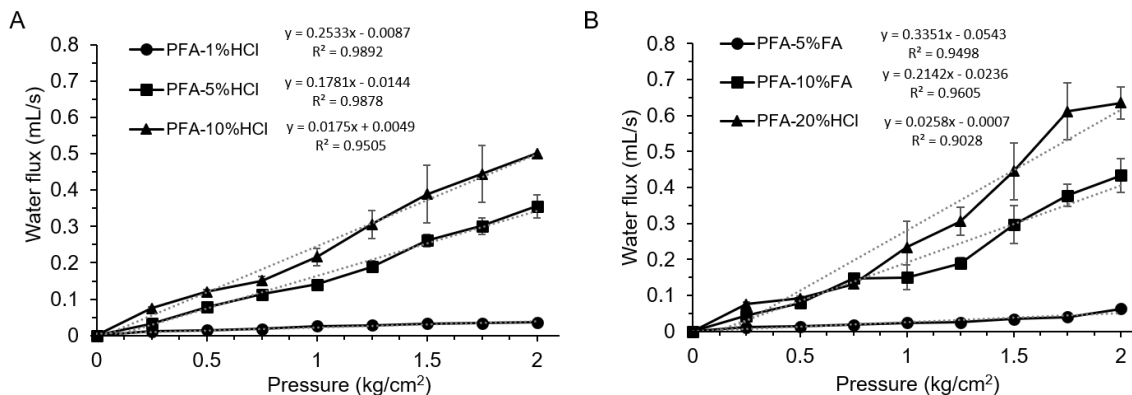 A
Water flux (mL/s)
0.8
0.7
0.6
0.5
0.4
0.3
0.2
0.1
0
PFA-1%HCl
PFA-5%HCl
PFA-10%HCl
y = 0.2533x - 0.0087
R² = 0.9892
y = 0.1781x - 0.0144
R² = 0.9878
y = 0.0175x + 0.0049
R² = 0.9505
0 0.5 1 1.5 2
Pressure (kg/cm²)
B
Water flux (mL/s)
0.8
0.7
0.6
0.5
0.4
0.3
0.2
0.1
0
PFA-5%FA
PFA-10%FA
PFA-20%HCl
y = 0.3351x - 0.0543
R² = 0.9498
y = 0.2142x - 0.0236
R² = 0.9605
y = 0.0258x - 0.0007
R² = 0.9028
0 0.5 1 1.5 2
Pressure (kg/cm²)